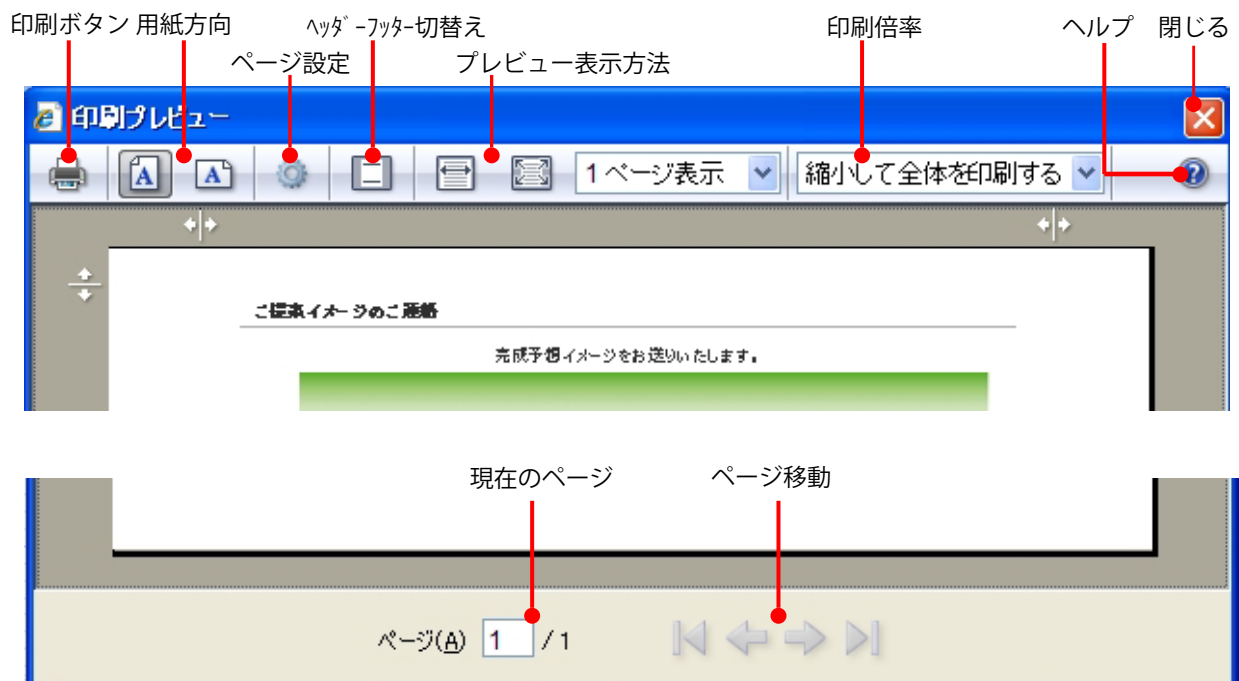 印刷ボタン 用紙方向 ﾍｯﾀﾞｰﾌｯﾀｰ切替え 印刷倍率 ヘルプ 閉じる
ページ設定 プレビュー表示方法
印刷プレビュー
A A 1 ページ表示 縮小して全体を印刷する ?
ご提案イメージのご連絡
完成予想イメージをお送りいたします。
現在のページ ページ移動
ページ(A) 1 / 1